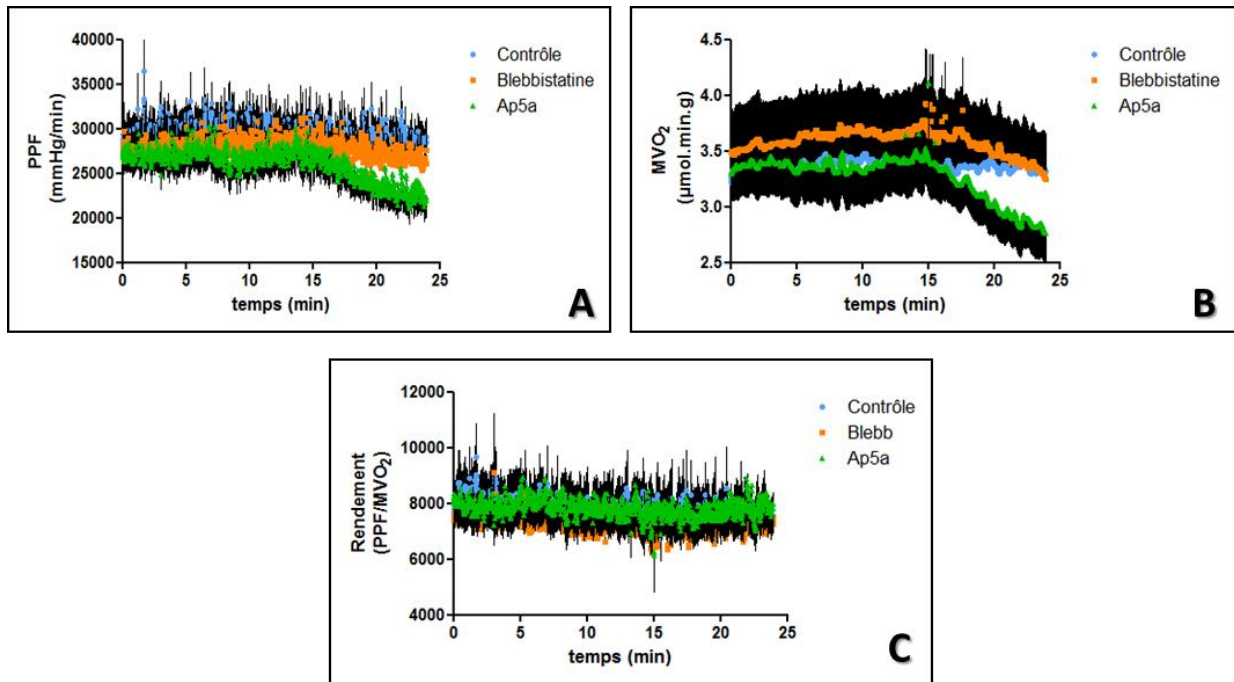 40000
35000
30000
25000
20000
15000
PPF
(mmHg/min)
0 5 10 15 20 25
temps (min)
Contrôle
Blebbistatine
Ap5a
A
4.5
4.0
3.5
3.0
2.5
MVO₂
(µmol.min.g)
0 5 10 15 20 25
temps (min)
Contrôle
Blebbistatine
Ap5a
B
12000
10000
8000
6000
4000
Rendement
(PPF/MVO₂)
0 5 10 15 20 25
temps (min)
Contrôle
Blebb
Ap5a
C